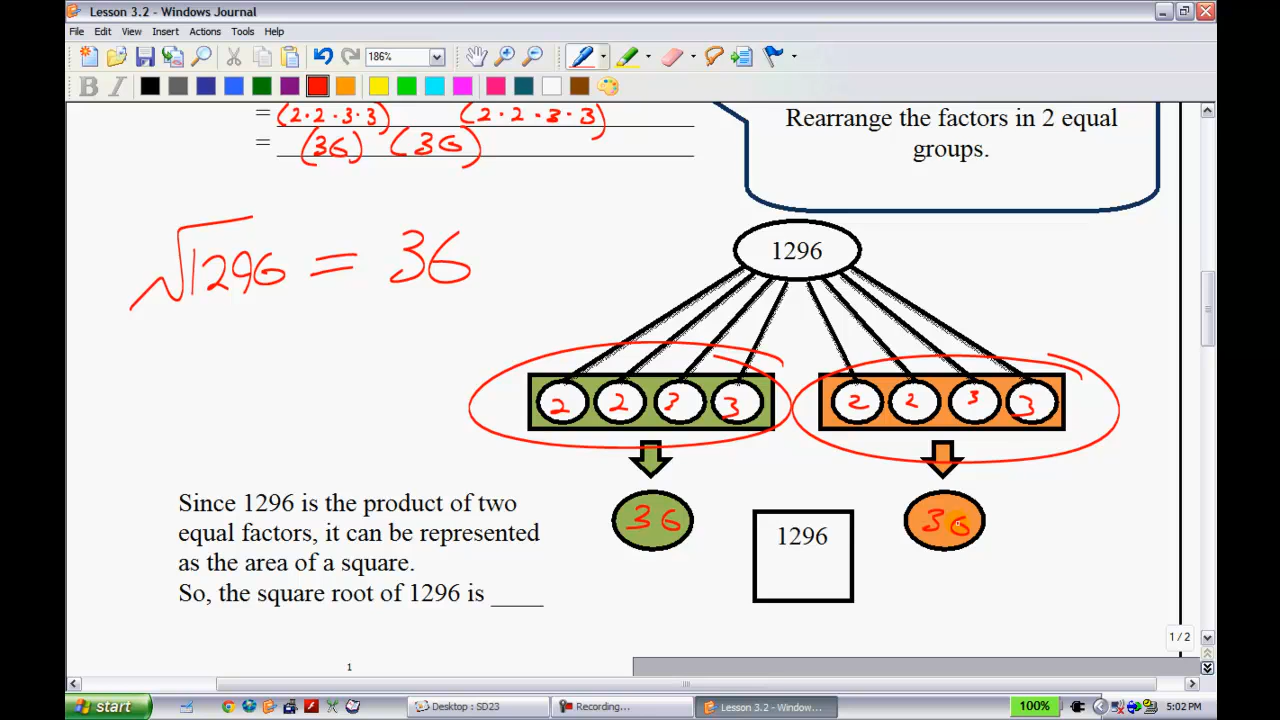 Lesson 3.2 - Windows Journal
File Edit View Insert Actions Tools Help
186%
B I
= (2·2·3·3) (2·2·3·3)
= (36) (36)
Rearrange the factors in 2 equal
groups.
√1296 = 36
1296
2 2 3 3 2 2 3 3
36 36
1296
Since 1296 is the product of two
equal factors, it can be represented
as the area of a square.
So, the square root of 1296 is ____
1
1 / 2
start
Desktop : SD23
Recording...
Lesson 3.2 - Window...
100%
5:02 PM